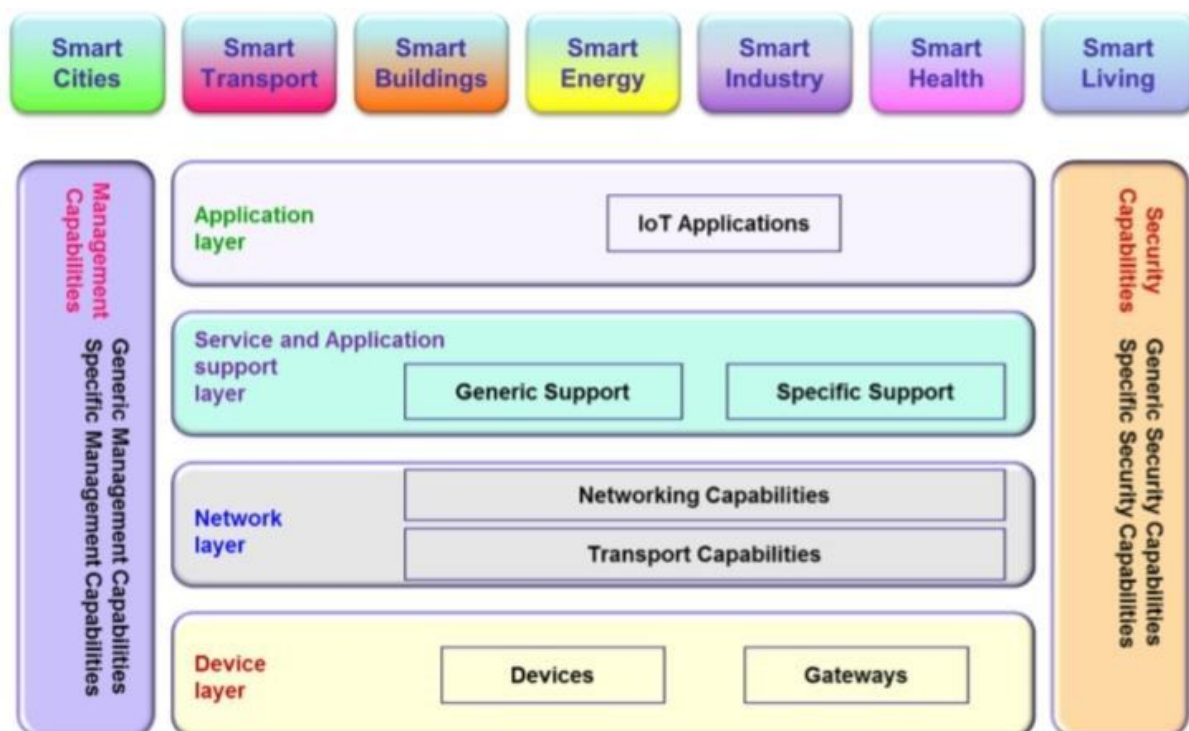 Smart
Cities
Smart
Transport
Smart
Buildings
Smart
Energy
Smart
Industry
Smart
Health
Smart
Living
Management
Capabilities
Generic Management Capabilities
Specific Management Capabilities
Application
layer
IoT Applications
Service and Application
support
layer
Generic Support
Specific Support
Network
layer
Networking Capabilities
Transport Capabilities
Device
layer
Devices
Gateways
Security
Capabilities
Generic Security Capabilities
Specific Security Capabilities